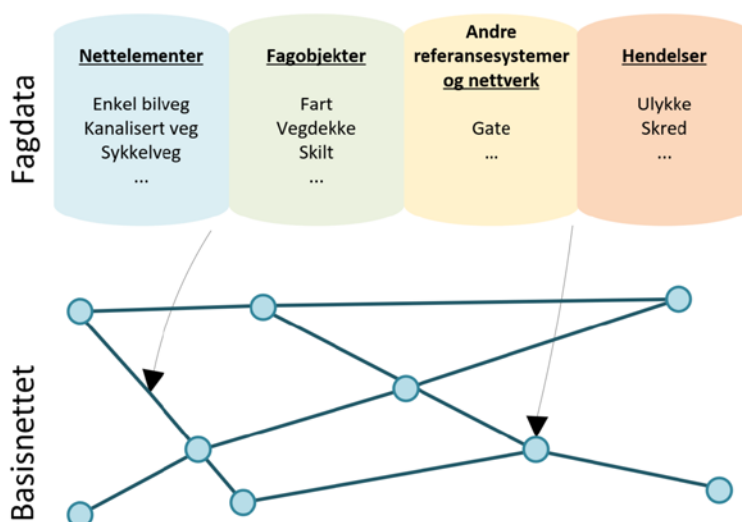 Fagdata
Nettelementer
Enkel bilveg
Kanalisert veg
Sykkelveg
...
Fagobjekter
Fart
Vegdekke
Skilt
...
Andre
referansesystemer
og nettverk
Gate
...
Hendelser
Ulykke
Skred
...
Basisnettet